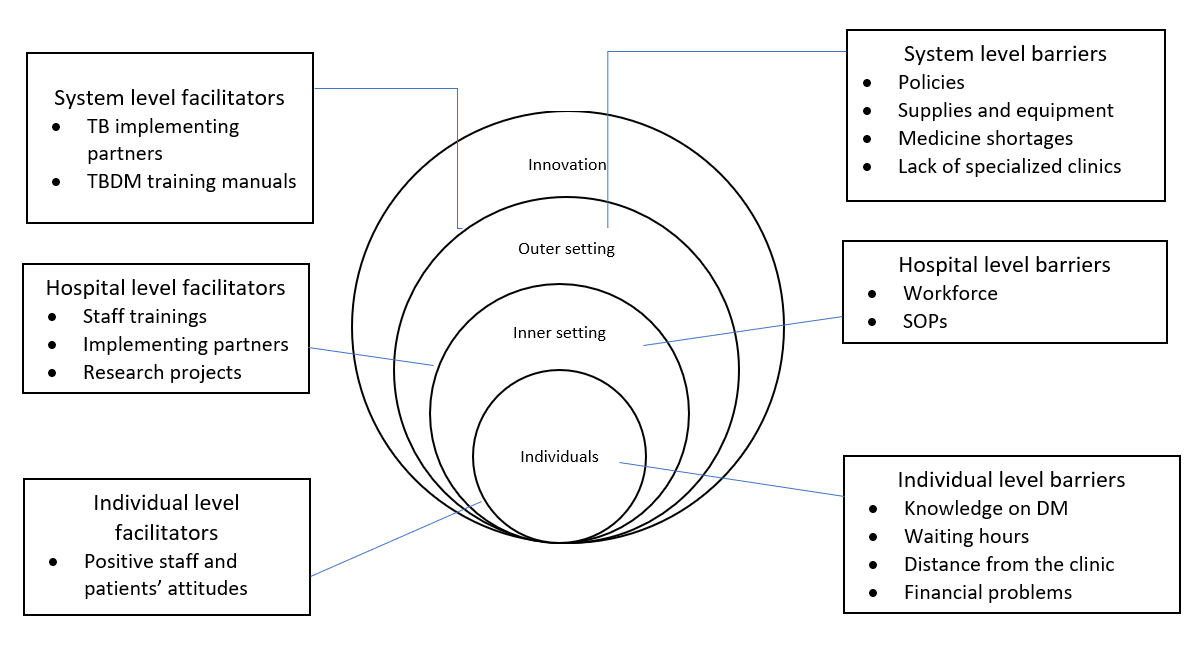 System level facilitators
● TB implementing
partners
● TBDM training manuals
Hospital level facilitators
● Staff trainings
● Implementing partners
● Research projects
Individual level
facilitators
● Positive staff and
patients’ attitudes
Innovation
Outer setting
Inner setting
Individuals
System level barriers
● Policies
● Supplies and equipment
● Medicine shortages
● Lack of specialized clinics
Hospital level barriers
● Workforce
● SOPs
Individual level barriers
● Knowledge on DM
● Waiting hours
● Distance from the clinic
● Financial problems